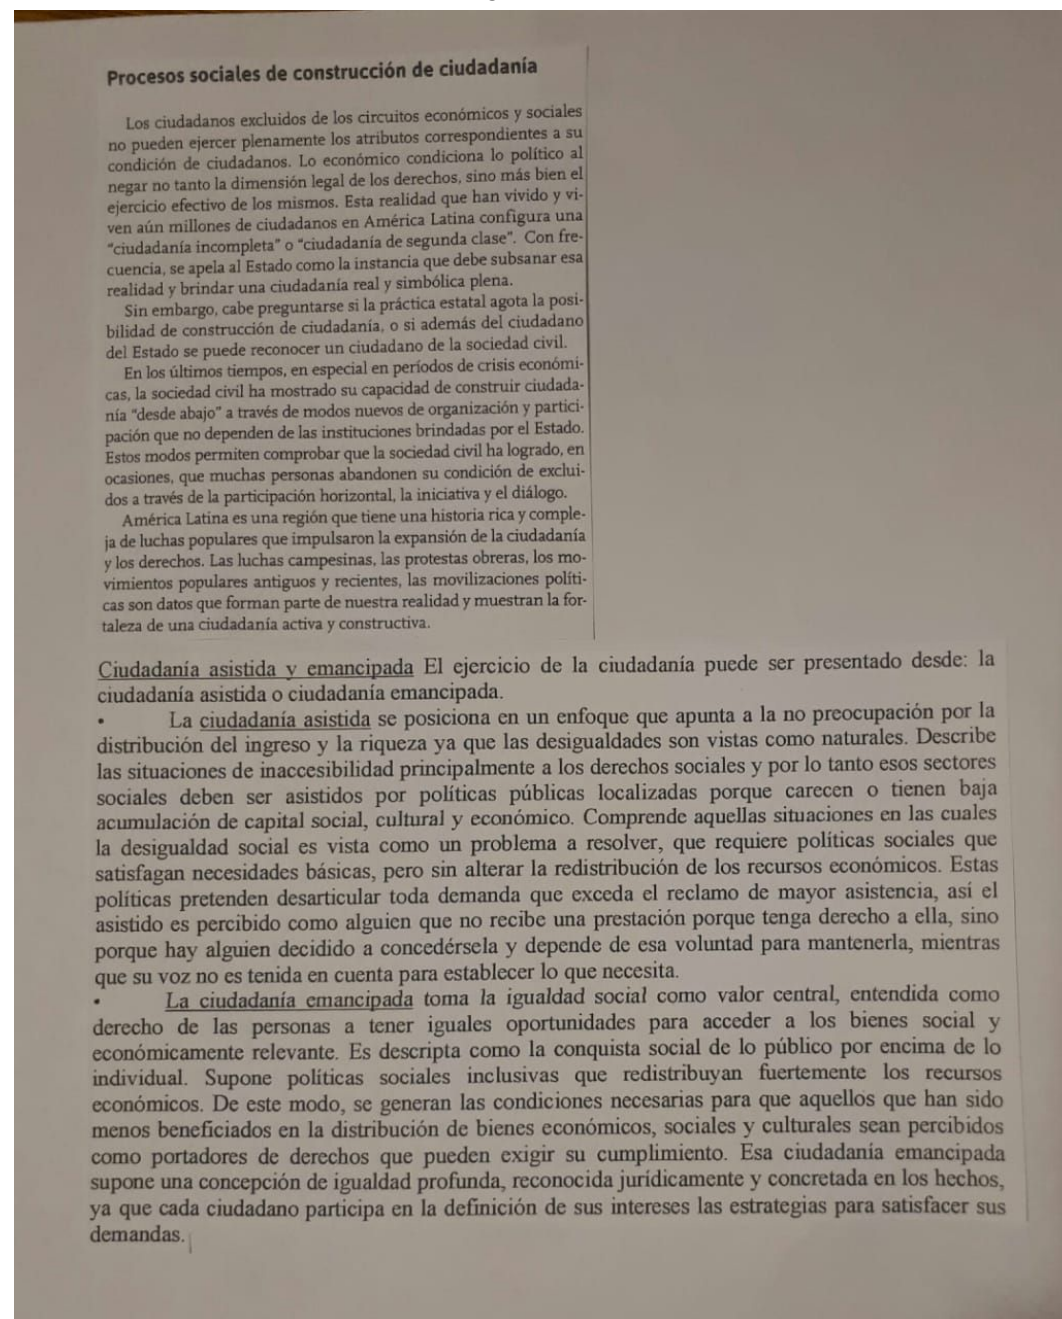 Procesos sociales de construcción de ciudadanía
Los ciudadanos excluidos de los circuitos económicos y sociales
no pueden ejercer plenamente los atributos correspondientes a su
condición de ciudadanos. Lo económico condiciona lo político al
negar no tanto la dimensión legal de los derechos, sino más bien el
ejercicio efectivo de los mismos. Esta realidad que han vivido y vi-
ven aún millones de ciudadanos en América Latina configura una
“ciudadanía incompleta” o “ciudadanía de segunda clase”. Con fre-
cuencia, se apela al Estado como la instancia que debe subsanar esa
realidad y brindar una ciudadanía real y simbólica plena.
Sin embargo, cabe preguntarse si la práctica estatal agota la posi-
bilidad de construcción de ciudadanía, o si además del ciudadano
del Estado se puede reconocer un ciudadano de la sociedad civil.
En los últimos tiempos, en especial en períodos de crisis económi-
cas, la sociedad civil ha mostrado su capacidad de construir ciudada-
nía “desde abajo” a través de modos nuevos de organización y partici-
pación que no dependen de las instituciones brindadas por el Estado.
Estos modos permiten comprobar que la sociedad civil ha logrado, en
ocasiones, que muchas personas abandonen su condición de exclui-
dos a través de la participación horizontal, la iniciativa y el diálogo.
América Latina es una región que tiene una historia rica y comple-
ja de luchas populares que impulsaron la expansión de la ciudadanía
y los derechos. Las luchas campesinas, las protestas obreras, los mo-
vimientos populares antiguos y recientes, las movilizaciones políti-
cas son datos que forman parte de nuestra realidad y muestran la for-
taleza de una ciudadanía activa y constructiva.
Ciudadanía asistida y emancipada El ejercicio de la ciudadanía puede ser presentado desde: la
ciudadanía asistida o ciudadanía emancipada.
• La ciudadanía asistida se posiciona en un enfoque que apunta a la no preocupación por la
distribución del ingreso y la riqueza ya que las desigualdades son vistas como naturales. Describe
las situaciones de inaccesibilidad principalmente a los derechos sociales y por lo tanto esos sectores
sociales deben ser asistidos por políticas públicas localizadas porque carecen o tienen baja
acumulación de capital social, cultural y económico. Comprende aquellas situaciones en las cuales
la desigualdad social es vista como un problema a resolver, que requiere políticas sociales que
satisfagan necesidades básicas, pero sin alterar la redistribución de los recursos económicos. Estas
políticas pretenden desarticular toda demanda que exceda el reclamo de mayor asistencia, así el
asistido es percibido como alguien que no recibe una prestación porque tenga derecho a ella, sino
porque hay alguien decidido a concedérsela y depende de esa voluntad para mantenerla, mientras
que su voz no es tenida en cuenta para establecer lo que necesita.
• La ciudadanía emancipada toma la igualdad social como valor central, entendida como
derecho de las personas a tener iguales oportunidades para acceder a los bienes social y
económicamente relevante. Es descripta como la conquista social de lo público por encima de lo
individual. Supone políticas sociales inclusivas que redistribuyan fuertemente los recursos
económicos. De este modo, se generan las condiciones necesarias para que aquellos que han sido
menos beneficiados en la distribución de bienes económicos, sociales y culturales sean percibidos
como portadores de derechos que pueden exigir su cumplimiento. Esa ciudadanía emancipada
supone una concepción de igualdad profunda, reconocida jurídicamente y concretada en los hechos,
ya que cada ciudadano participa en la definición de sus intereses las estrategias para satisfacer sus
demandas.